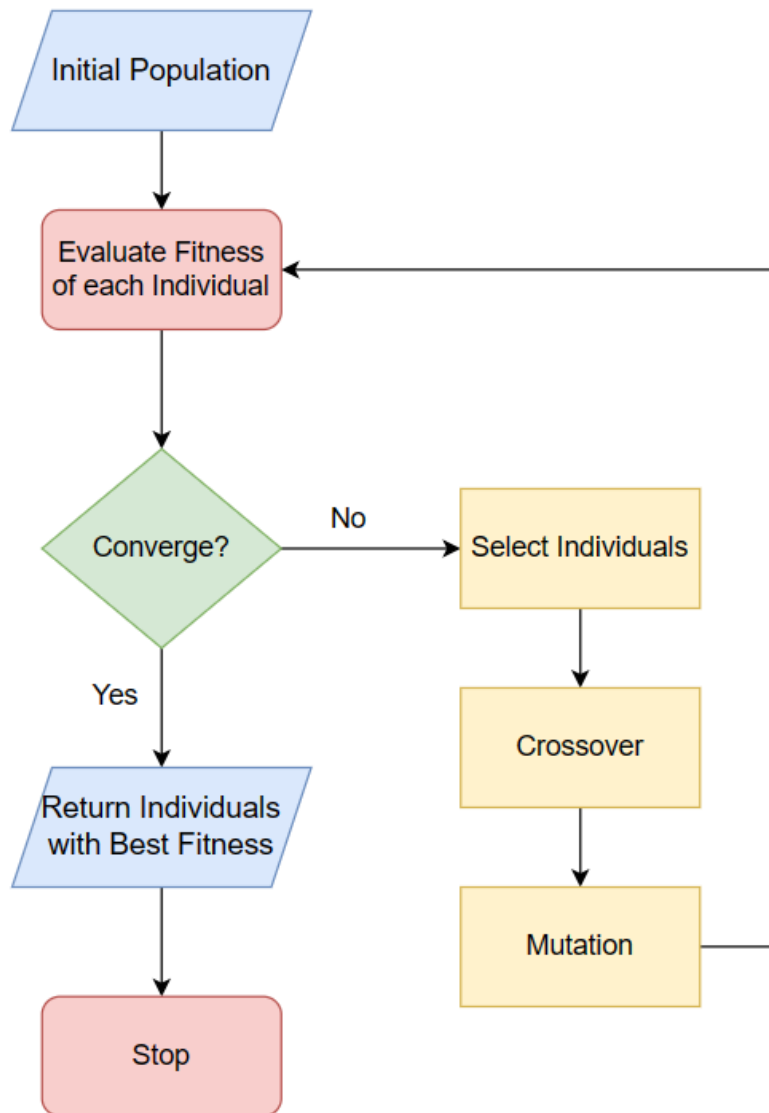 Initial Population
Evaluate Fitness
of each Individual
Converge?
No
Select Individuals
Yes
Crossover
Return Individuals
with Best Fitness
Mutation
Stop